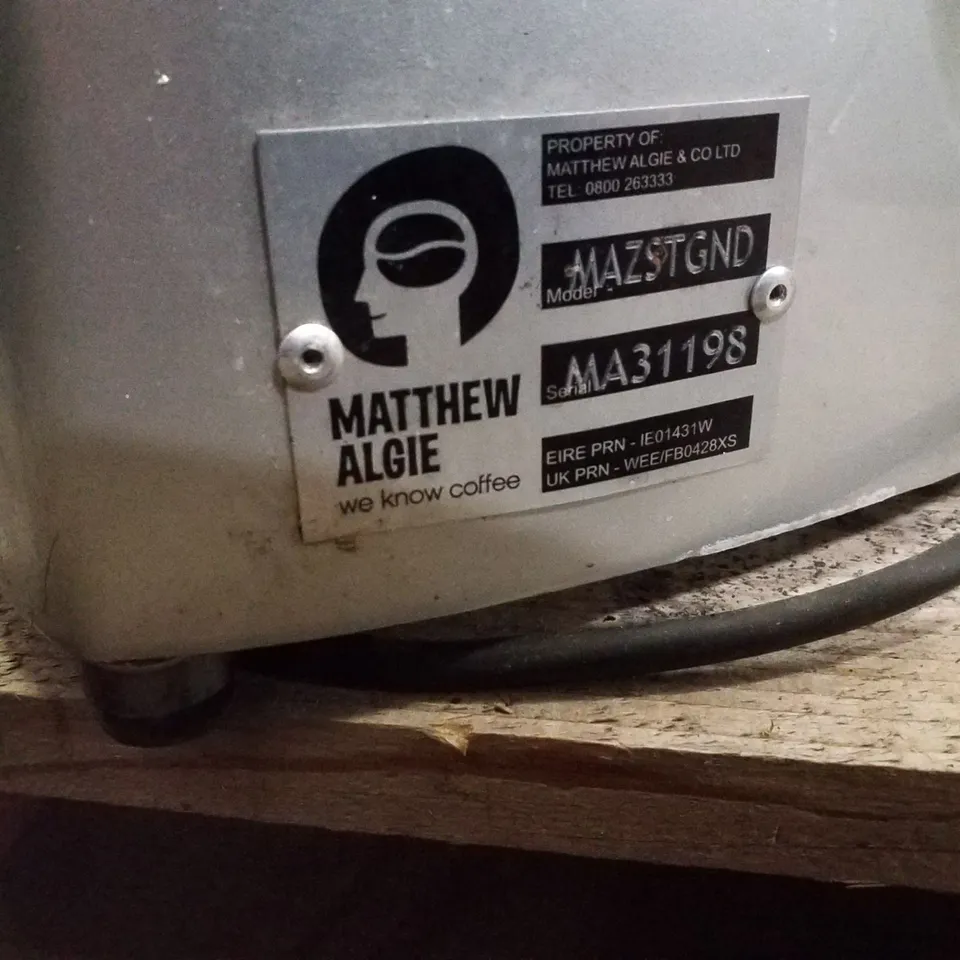 MATTHEW
ALGIE
we know coffee
PROPERTY OF:
MATTHEW ALGIE & CO LTD
TEL: 0800 263333
Model - MAZSTGND
Serial - MA31198
EIRE PRN - IE01431W
UK PRN - WEE/FB0428XS